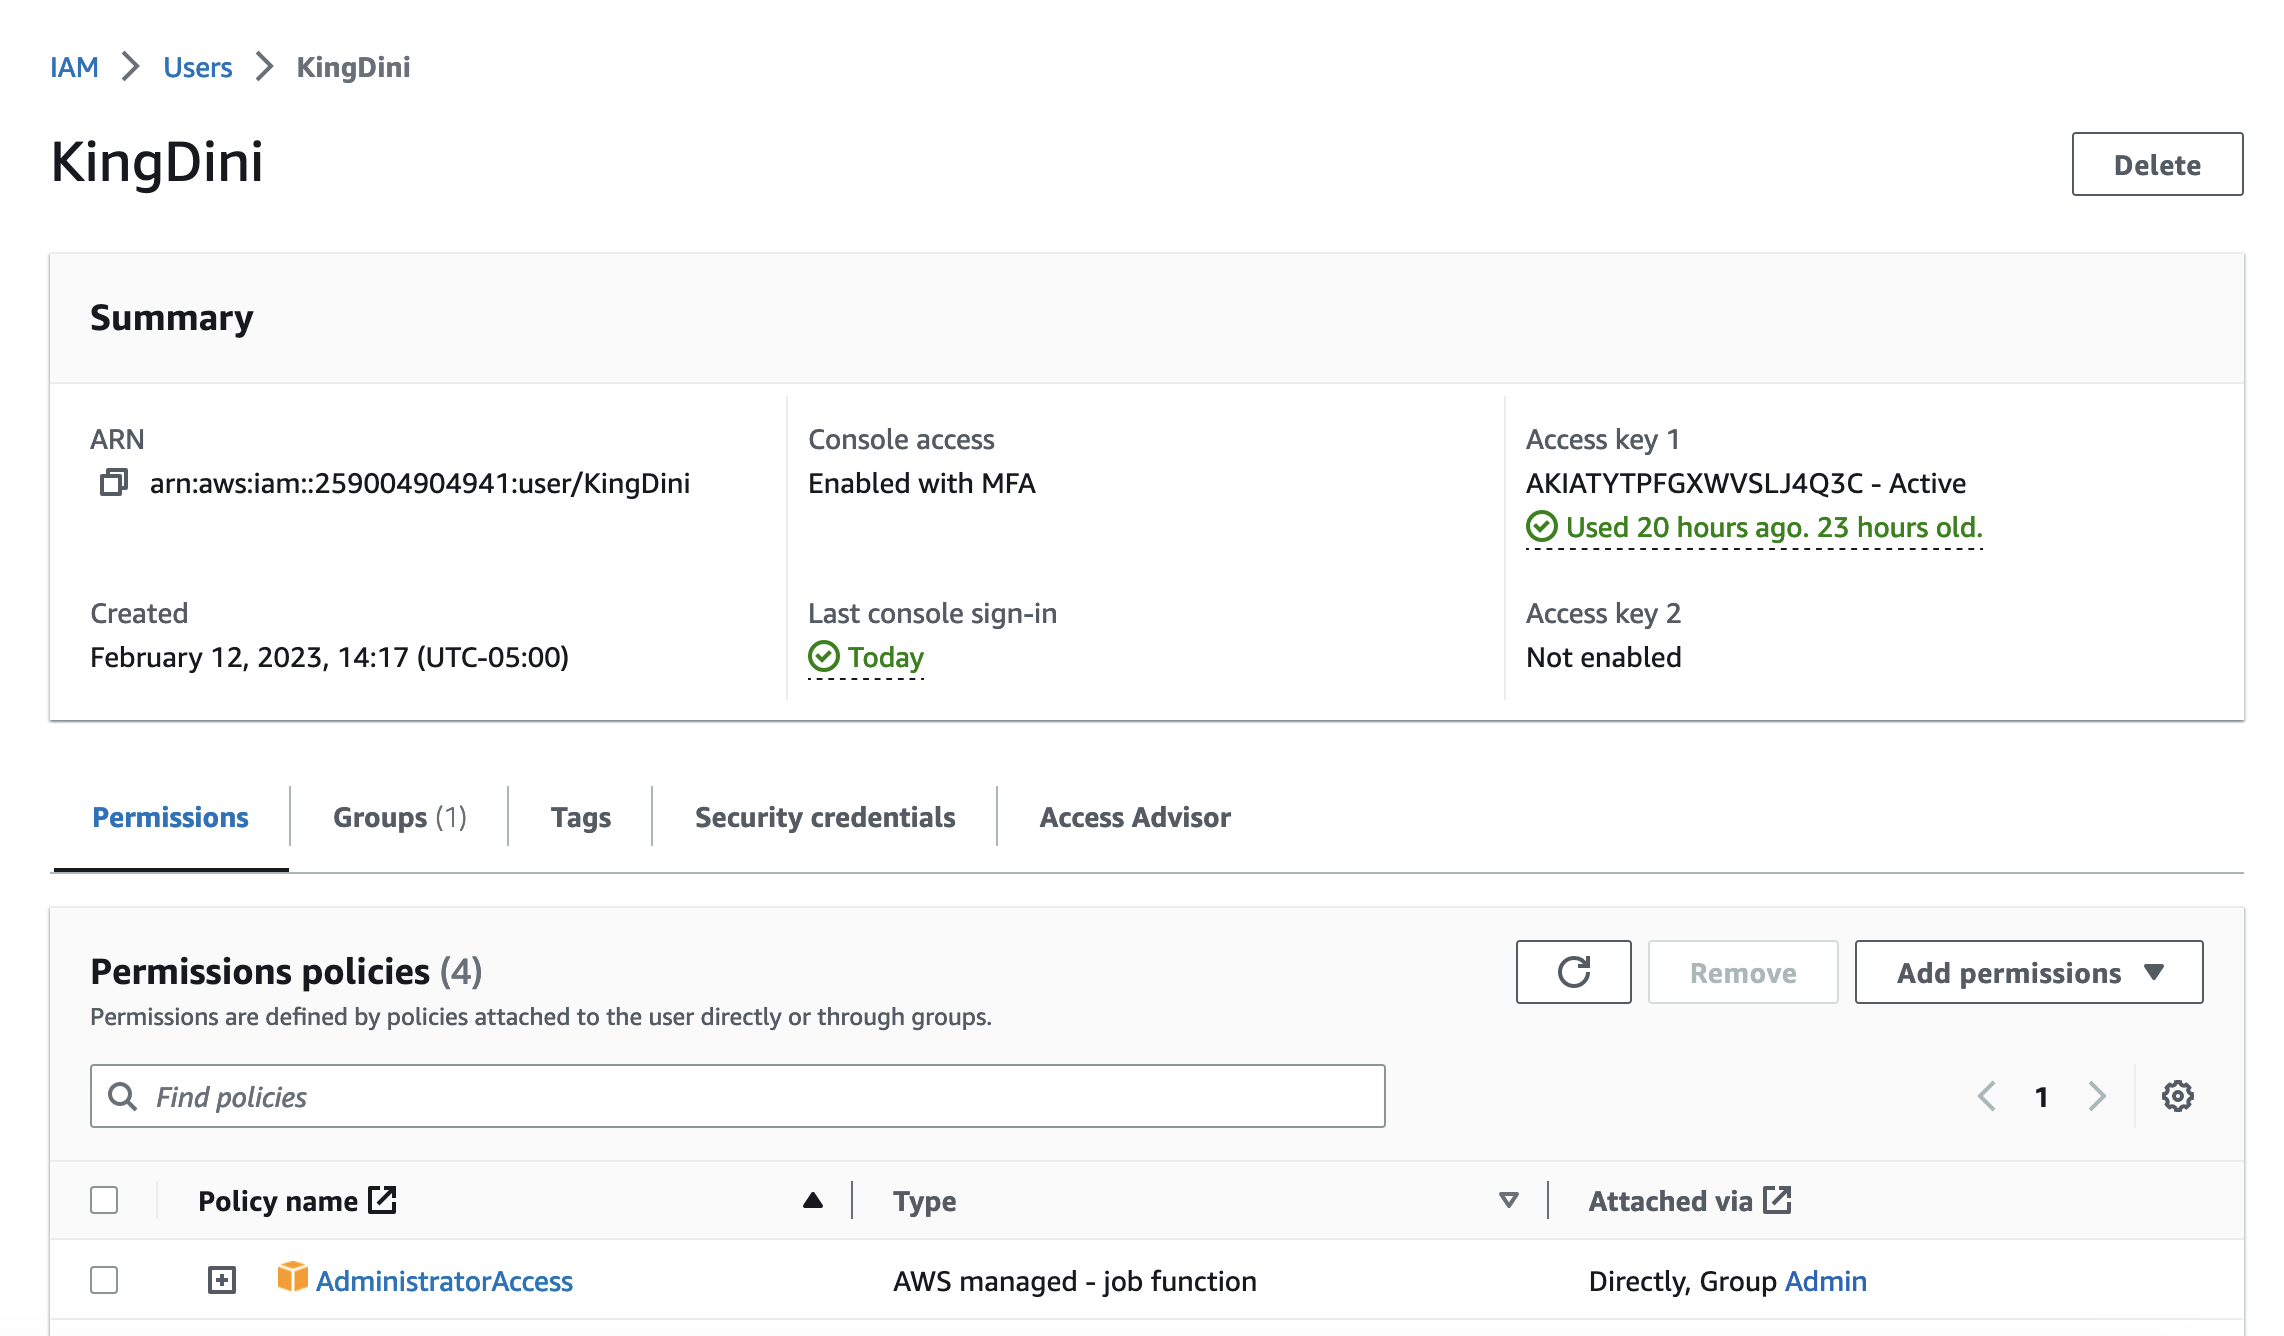 IAM > Users > KingDini
KingDini
Delete
Summary
ARN
arn:aws:iam::259004904941:user/KingDini
Console access
Enabled with MFA
Access key 1
AKIATYTPFGXWVSLJ4Q3C - Active
Used 20 hours ago. 23 hours old.
Created
February 12, 2023, 14:17 (UTC-05:00)
Last console sign-in
Today
Access key 2
Not enabled
Permissions
Groups (1)
Tags
Security credentials
Access Advisor
Permissions policies (4)
Permissions are defined by policies attached to the user directly or through groups.
Remove
Add permissions
Find policies
1
Policy name
Type
Attached via
AdministratorAccess
AWS managed - job function
Directly, Group Admin